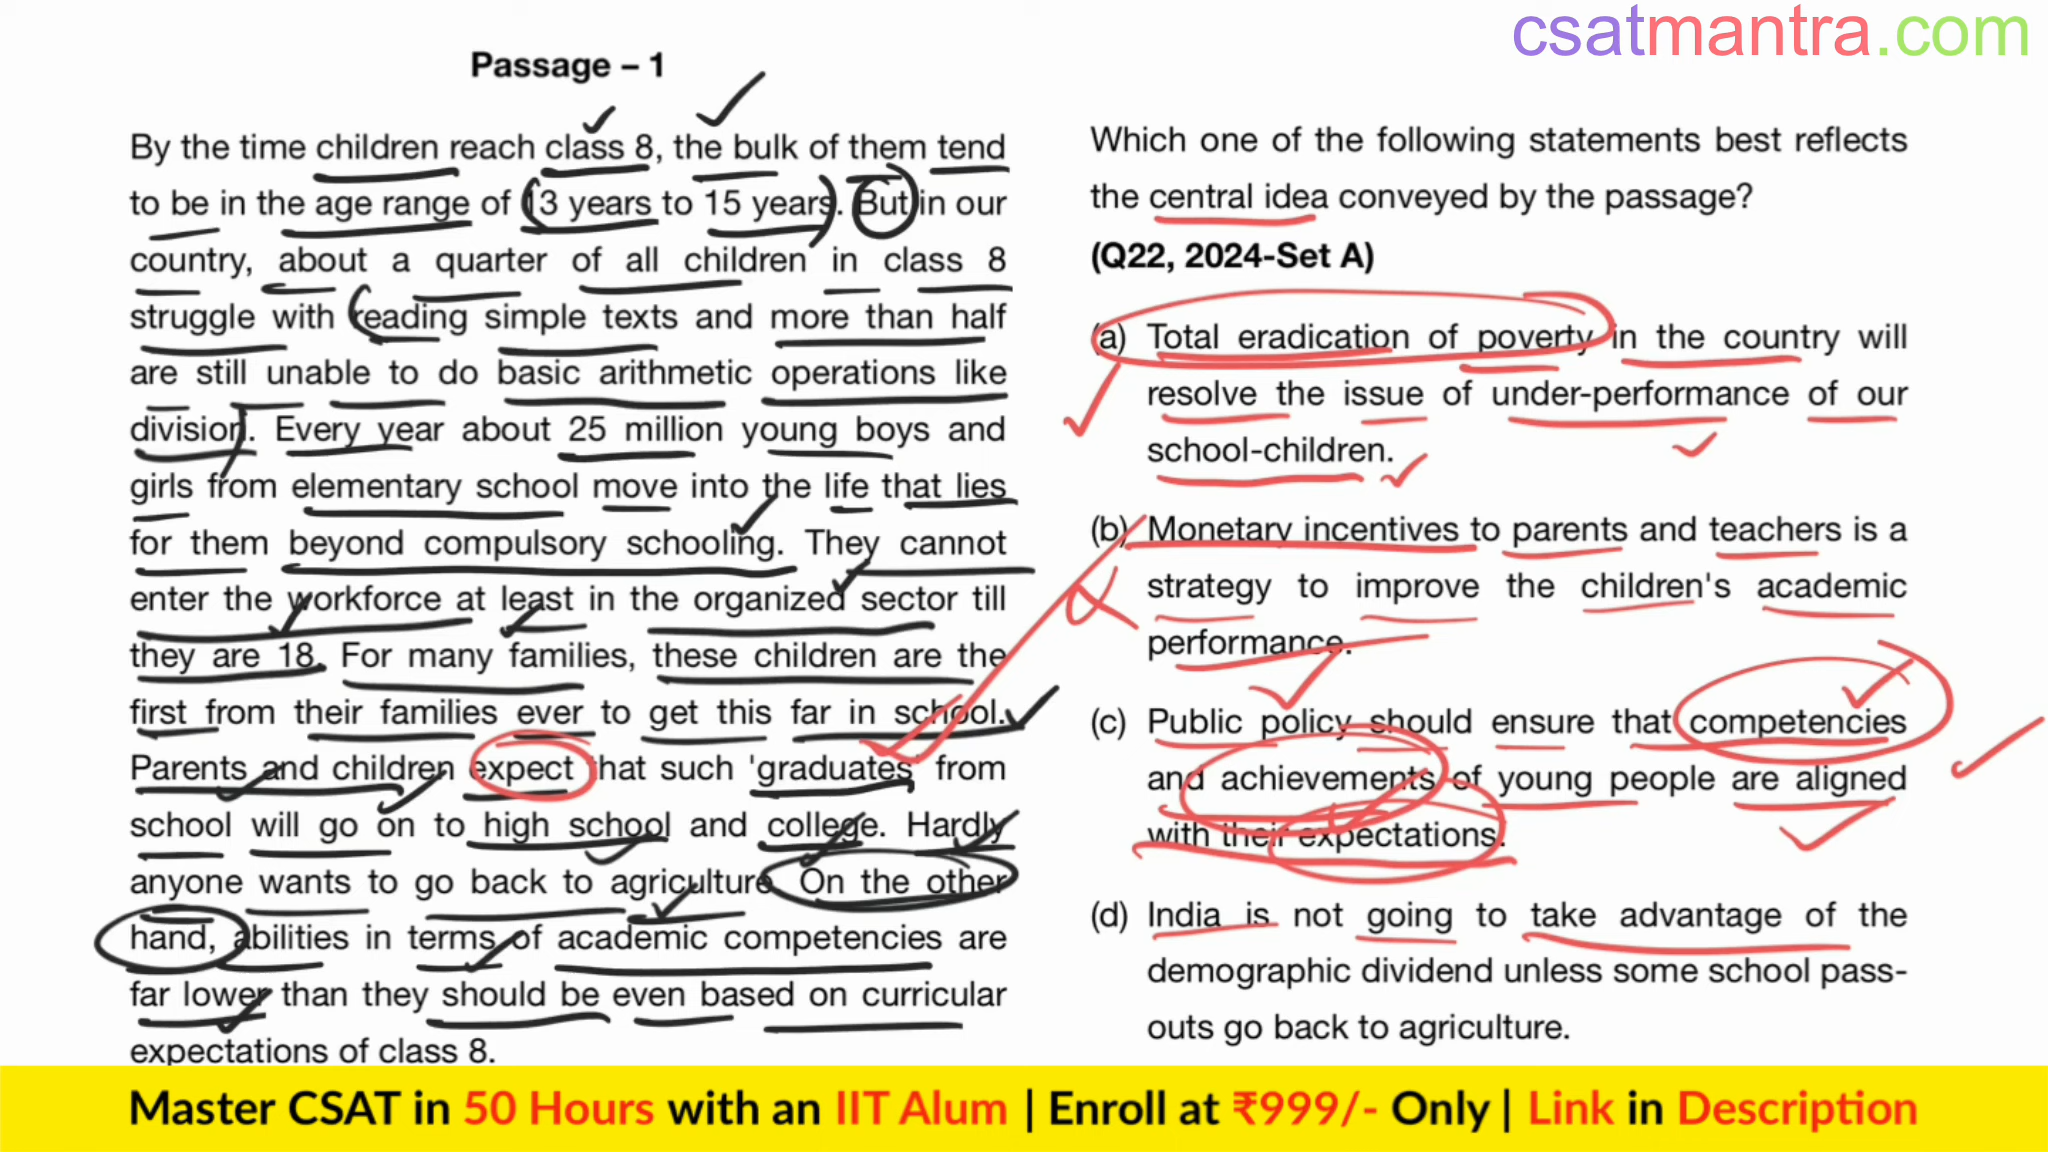 csatmantra.com
Passage – 1
By the time children reach class 8, the bulk of them tend
to be in the age range of 13 years to 15 years. But in our
country, about a quarter of all children in class 8
struggle with reading simple texts and more than half
are still unable to do basic arithmetic operations like
division. Every year about 25 million young boys and
girls from elementary school move into the life that lies
for them beyond compulsory schooling. They cannot
enter the workforce at least in the organized sector till
they are 18. For many families, these children are the
first from their families ever to get this far in school.
Parents and children expect that such 'graduates' from
school will go on to high school and college. Hardly
anyone wants to go back to agriculture. On the other
hand, abilities in terms of academic competencies are
far lower than they should be even based on curricular
expectations of class 8.
Which one of the following statements best reflects
the central idea conveyed by the passage?
(Q22, 2024-Set A)
(a) Total eradication of poverty in the country will
resolve the issue of under-performance of our
school-children.
(b) Monetary incentives to parents and teachers is a
strategy to improve the children's academic
performance.
(c) Public policy should ensure that competencies
and achievements of young people are aligned
with their expectations.
(d) India is not going to take advantage of the
demographic dividend unless some school pass-
outs go back to agriculture.
Master CSAT in 50 Hours with an IIT Alum | Enroll at ₹999/- Only | Link in Description